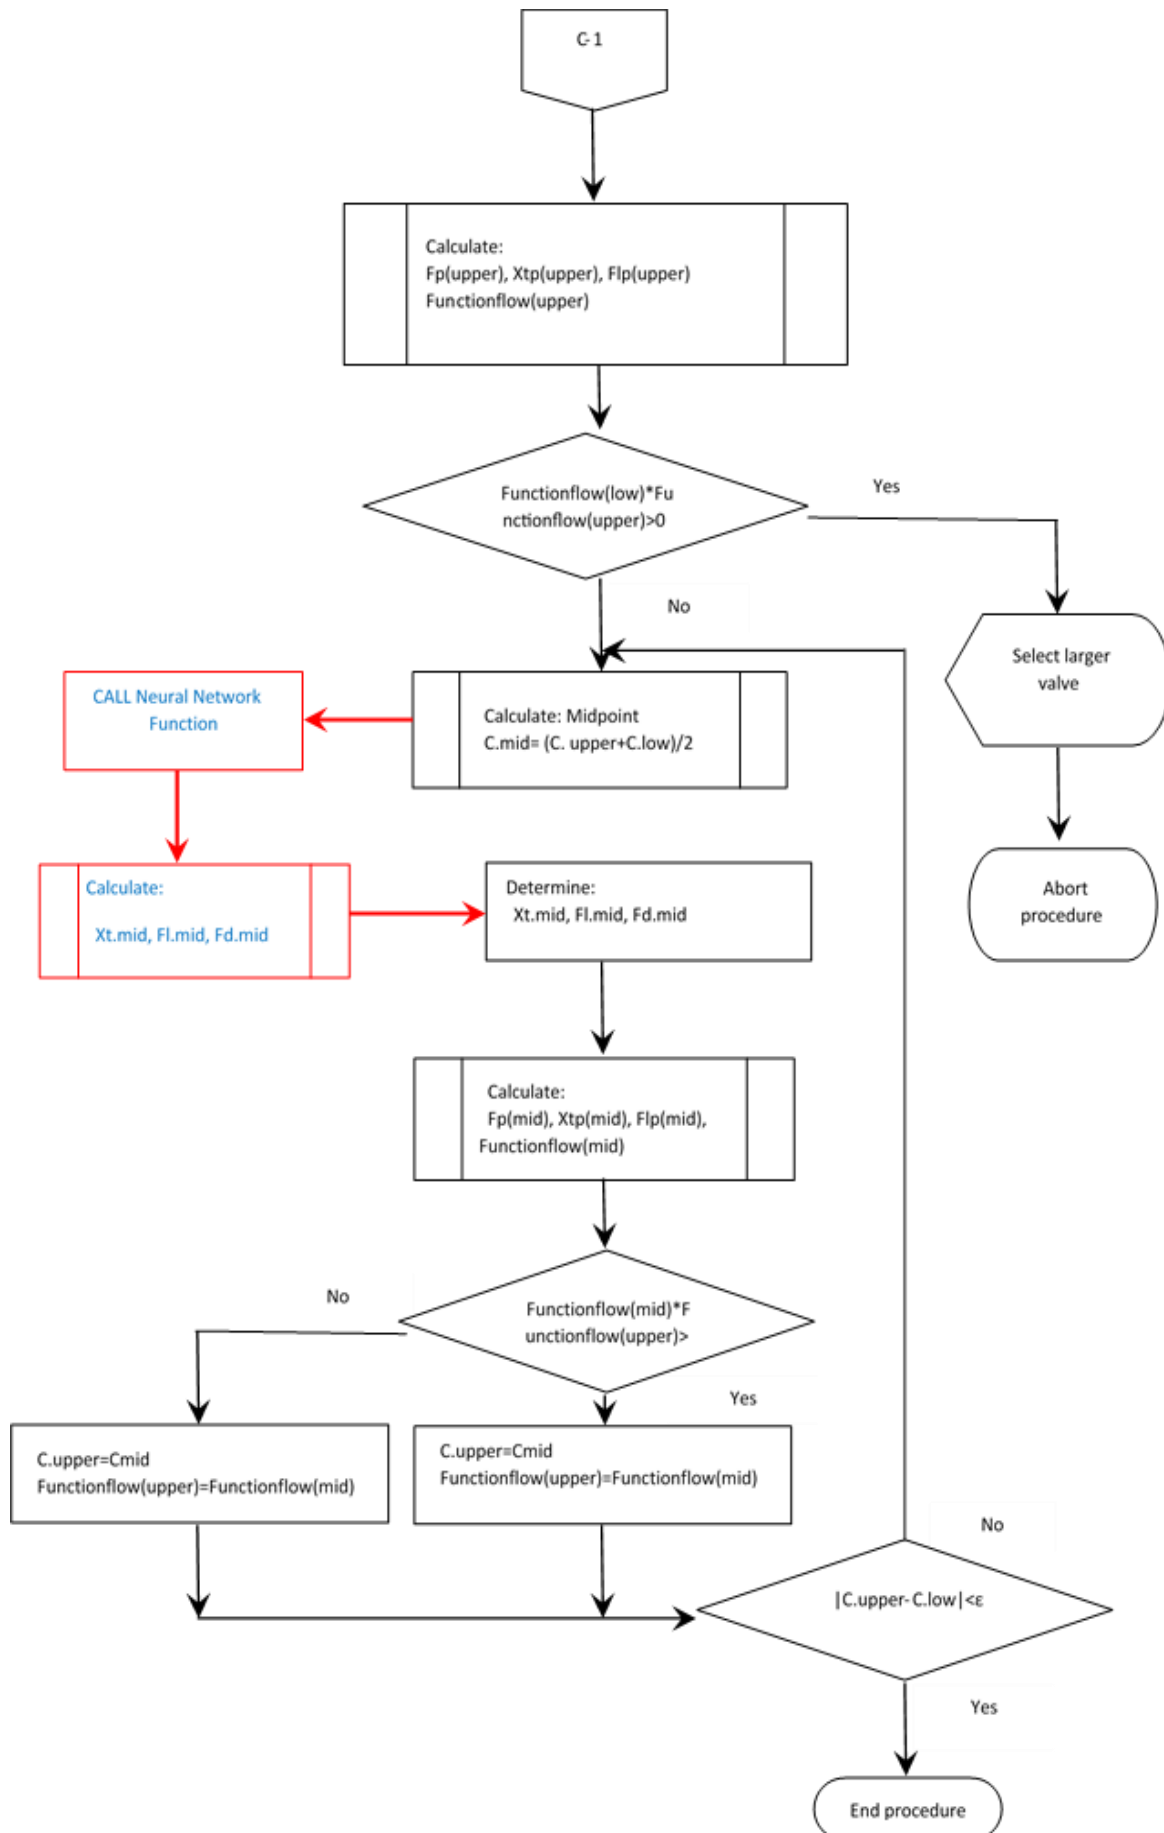 C-1
Calculate:
Fp(upper), Xtp(upper), Flp(upper)
Functionflow(upper)
Functionflow(low)*Fu
nctionflow(upper)>0
Yes
No
Select larger
valve
CALL Neural Network
Function
Calculate: Midpoint
C.mid= (C. upper+C.low)/2
Calculate:
Xt.mid, Fl.mid, Fd.mid
Determine:
Xt.mid, Fl.mid, Fd.mid
Abort
procedure
Calculate:
Fp(mid), Xtp(mid), Flp(mid),
Functionflow(mid)
No
Functionflow(mid)*F
unctionflow(upper)>
Yes
C.upper=Cmid
Functionflow(upper)=Functionflow(mid)
C.upper=Cmid
Functionflow(upper)=Functionflow(mid)
No
|C.upper-C.low|<ε
Yes
End procedure